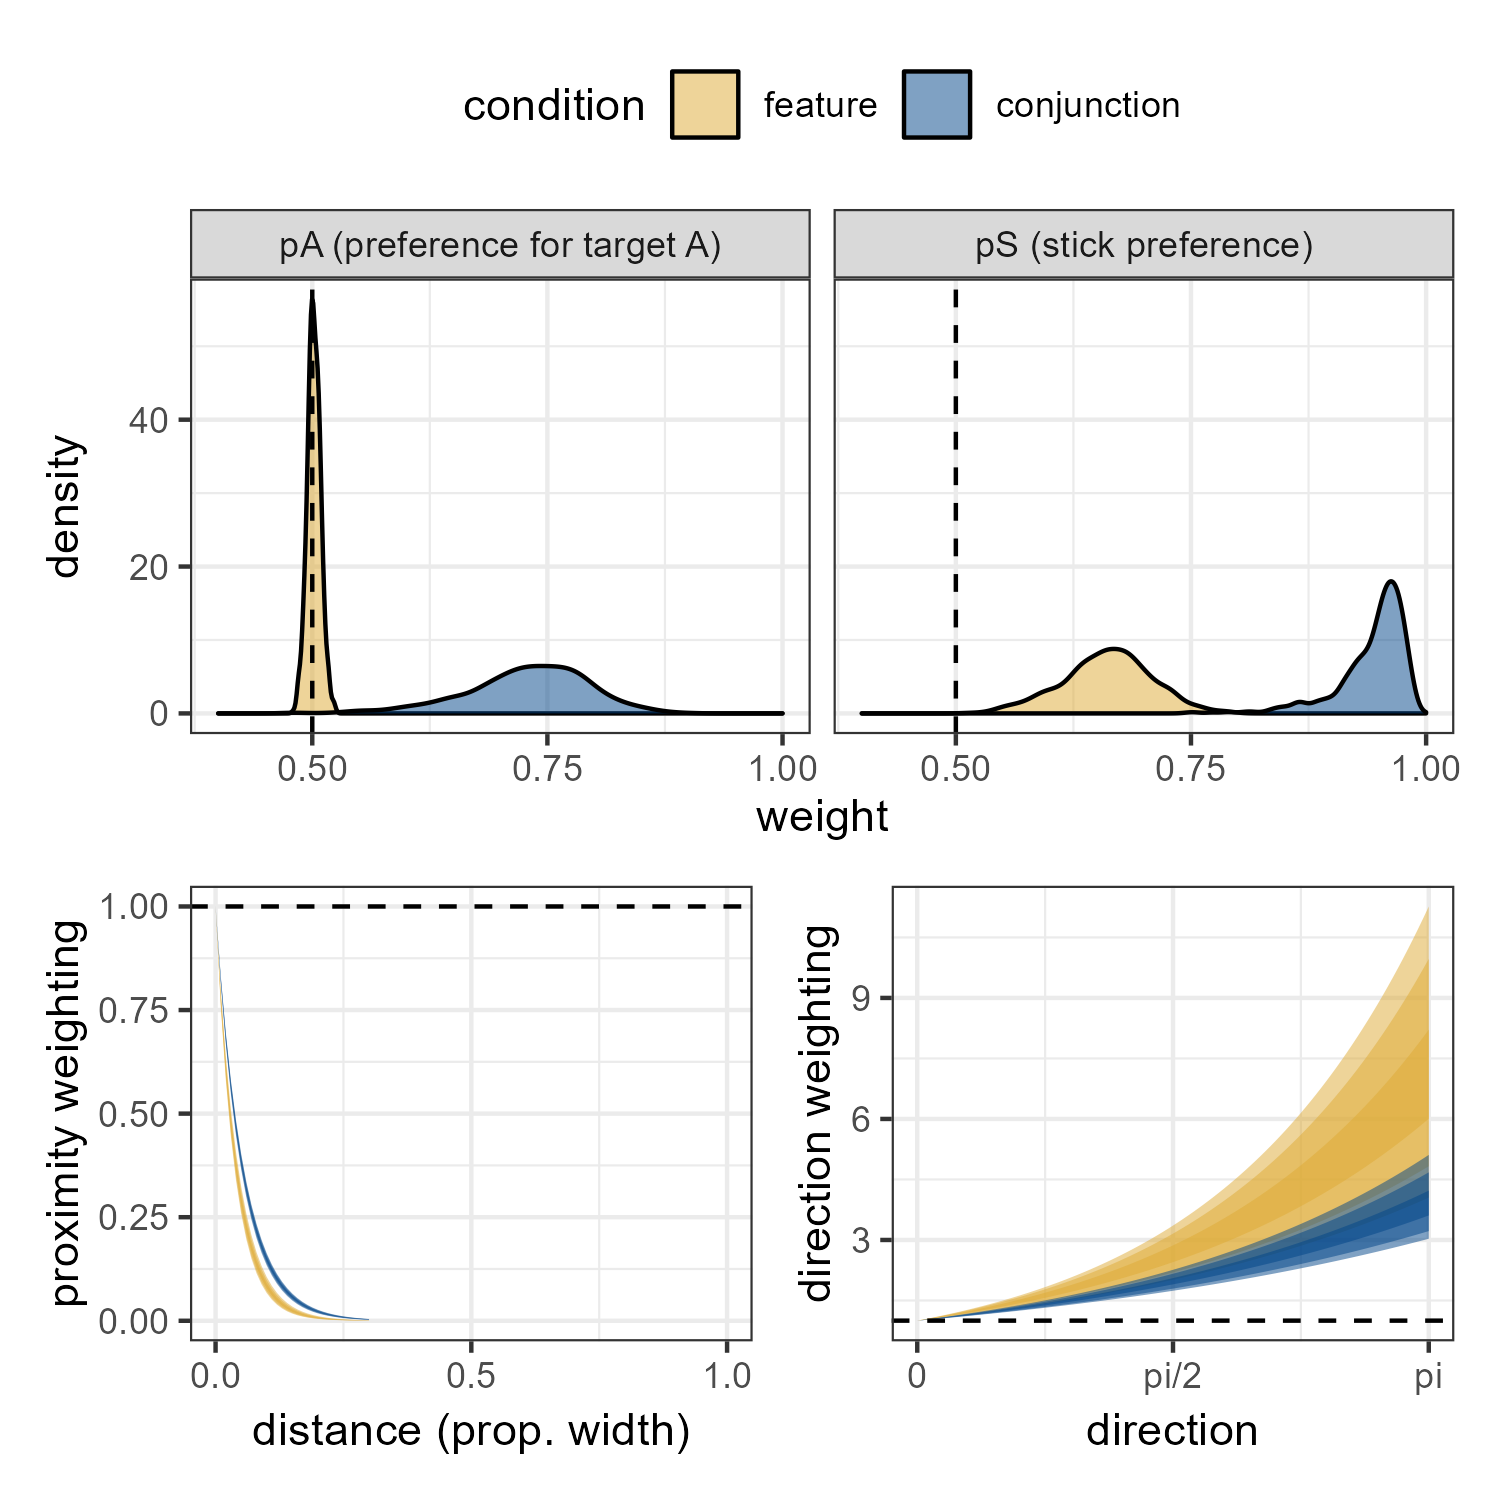 condition feature conjunction
pA (preference for target A) pS (stick preference)
density
40
20
0
0.50 0.75 1.00 0.50 0.75 1.00
weight
proximity weighting
1.00
0.75
0.50
0.25
0.00
0.0 0.5 1.0
distance (prop. width)
direction weighting
9
6
3
0 pi/2 pi
direction